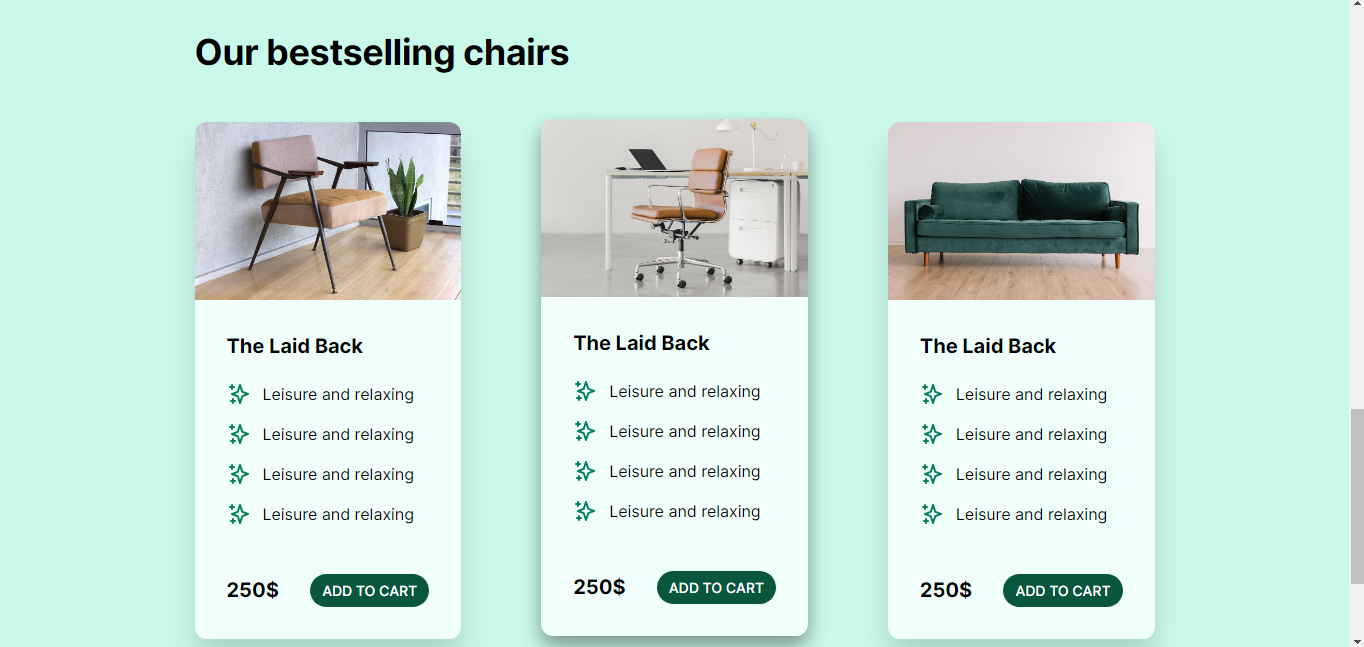 Our bestselling chairs
The Laid Back
Leisure and relaxing
Leisure and relaxing
Leisure and relaxing
Leisure and relaxing
250$ ADD TO CART
The Laid Back
Leisure and relaxing
Leisure and relaxing
Leisure and relaxing
Leisure and relaxing
250$ ADD TO CART
The Laid Back
Leisure and relaxing
Leisure and relaxing
Leisure and relaxing
Leisure and relaxing
250$ ADD TO CART